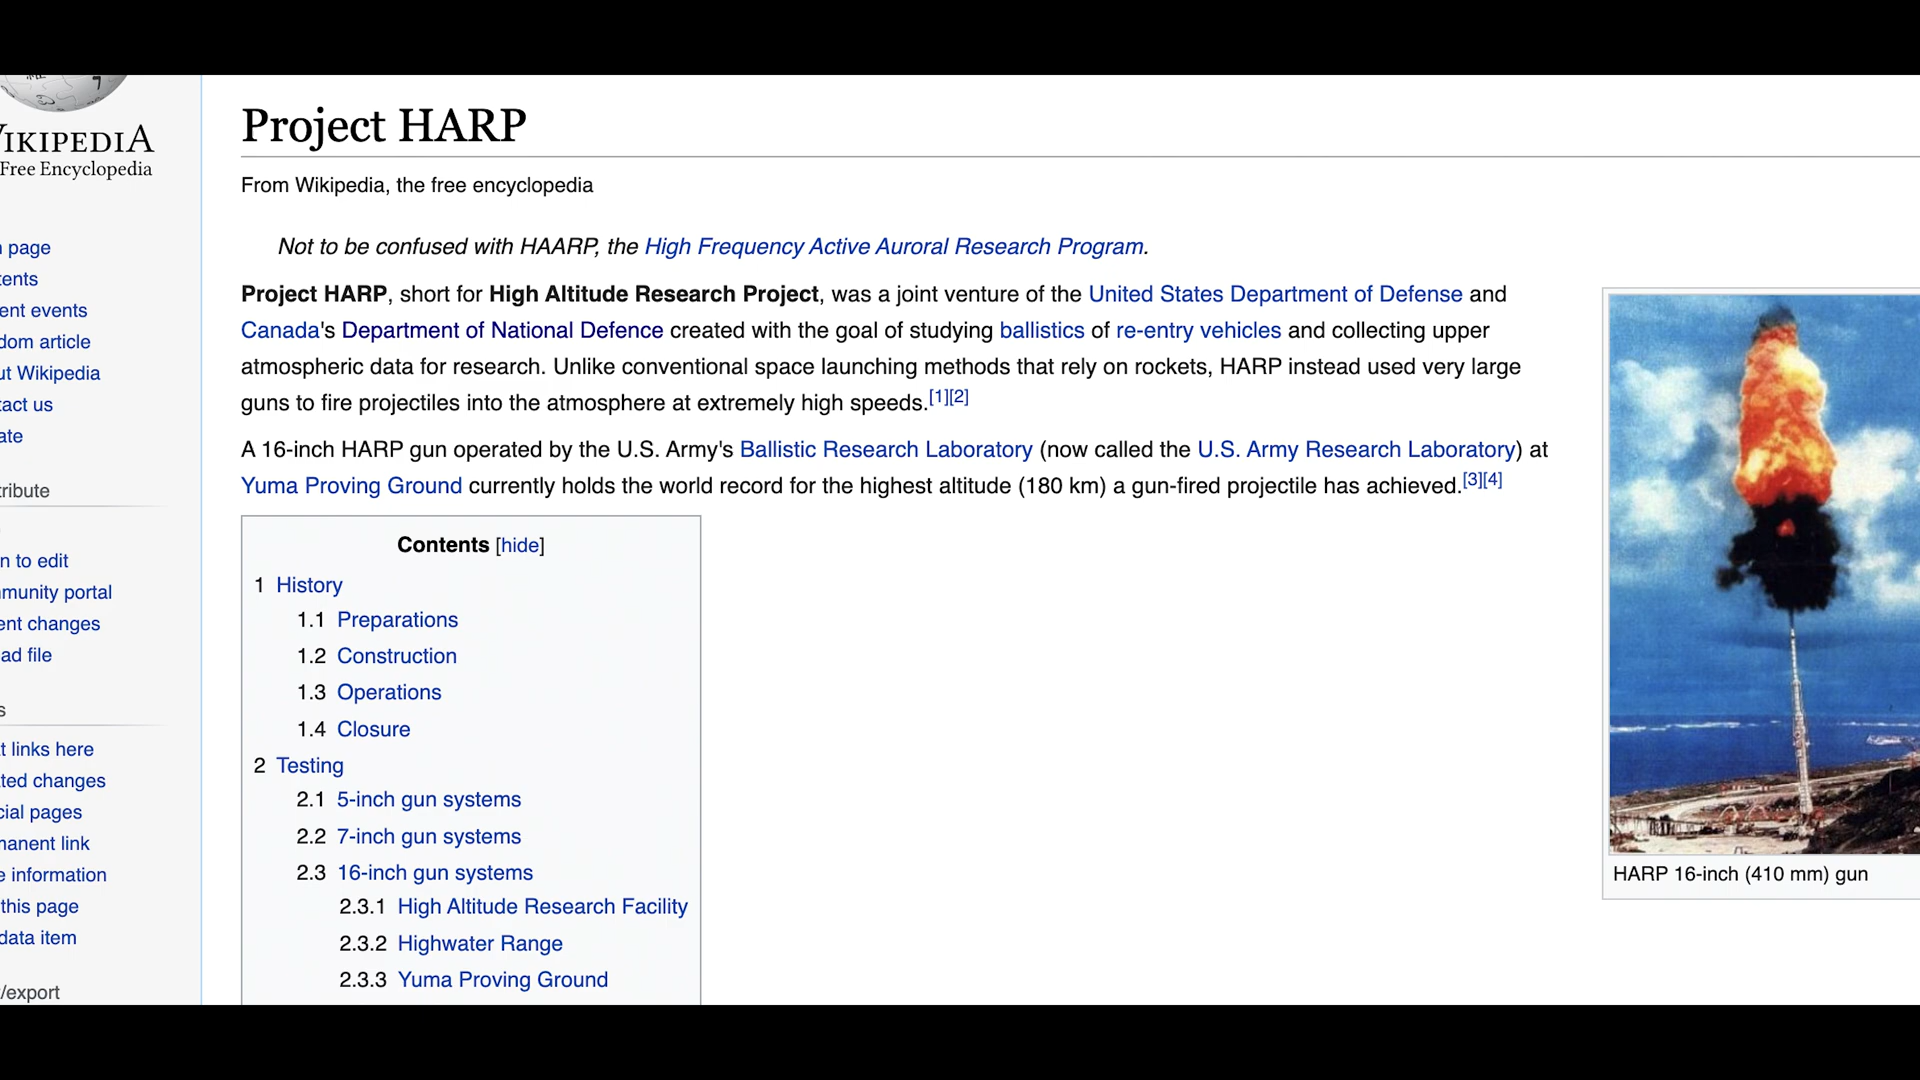 WIKIPEDIA
Free Encyclopedia
page
tents
ent events
dom article
ut Wikipedia
tact us
ate
tribute
n to edit
munity portal
ent changes
ad file
s
t links here
ted changes
cial pages
manent link
e information
this page
data item
/export
Project HARP
From Wikipedia, the free encyclopedia
Not to be confused with HAARP, the High Frequency Active Auroral Research Program.
Project HARP, short for High Altitude Research Project, was a joint venture of the United States Department of Defense and
Canada's Department of National Defence created with the goal of studying ballistics of re-entry vehicles and collecting upper
atmospheric data for research. Unlike conventional space launching methods that rely on rockets, HARP instead used very large
guns to fire projectiles into the atmosphere at extremely high speeds.[1][2]
A 16-inch HARP gun operated by the U.S. Army's Ballistic Research Laboratory (now called the U.S. Army Research Laboratory) at
Yuma Proving Ground currently holds the world record for the highest altitude (180 km) a gun-fired projectile has achieved.[3][4]
Contents [hide]
1 History
1.1 Preparations
1.2 Construction
1.3 Operations
1.4 Closure
2 Testing
2.1 5-inch gun systems
2.2 7-inch gun systems
2.3 16-inch gun systems
2.3.1 High Altitude Research Facility
2.3.2 Highwater Range
2.3.3 Yuma Proving Ground
HARP 16-inch (410 mm) gun